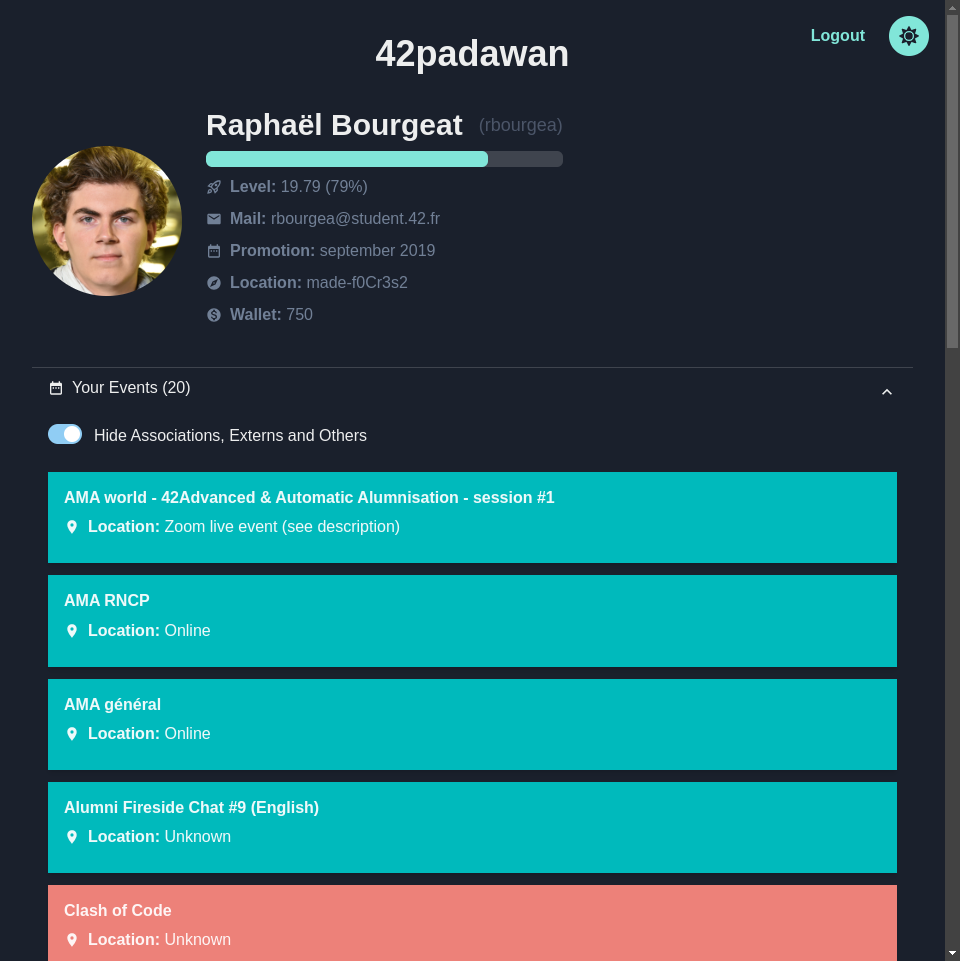 Logout
42padawan
Raphaël Bourgeat (rbourgea)
Level: 19.79 (79%)
Mail: rbourgea@student.42.fr
Promotion: september 2019
Location: made-f0Cr3s2
Wallet: 750
Your Events (20)
Hide Associations, Externs and Others
AMA world - 42Advanced & Automatic Alumnisation - session #1
Location: Zoom live event (see description)
AMA RNCP
Location: Online
AMA général
Location: Online
Alumni Fireside Chat #9 (English)
Location: Unknown
Clash of Code
Location: Unknown